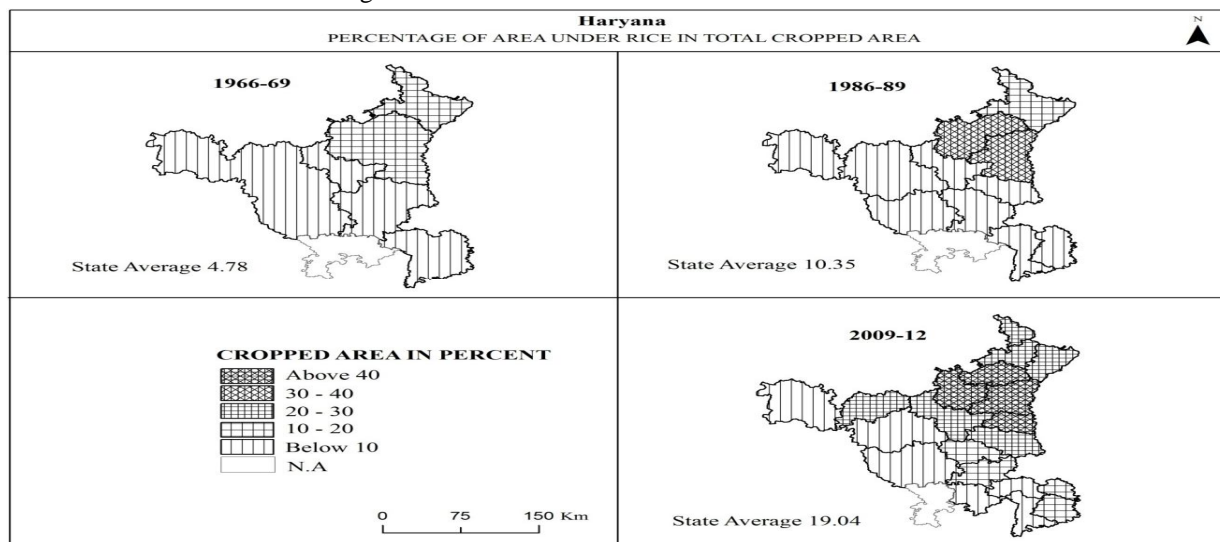 Haryana
PERCENTAGE OF AREA UNDER RICE IN TOTAL CROPPED AREA
N
1966-69
State Average 4.78
1986-89
State Average 10.35
CROPPED AREA IN PERCENT
Above 40
30 - 40
20 - 30
10 - 20
Below 10
N.A
0 75 150 Km
2009-12
State Average 19.04